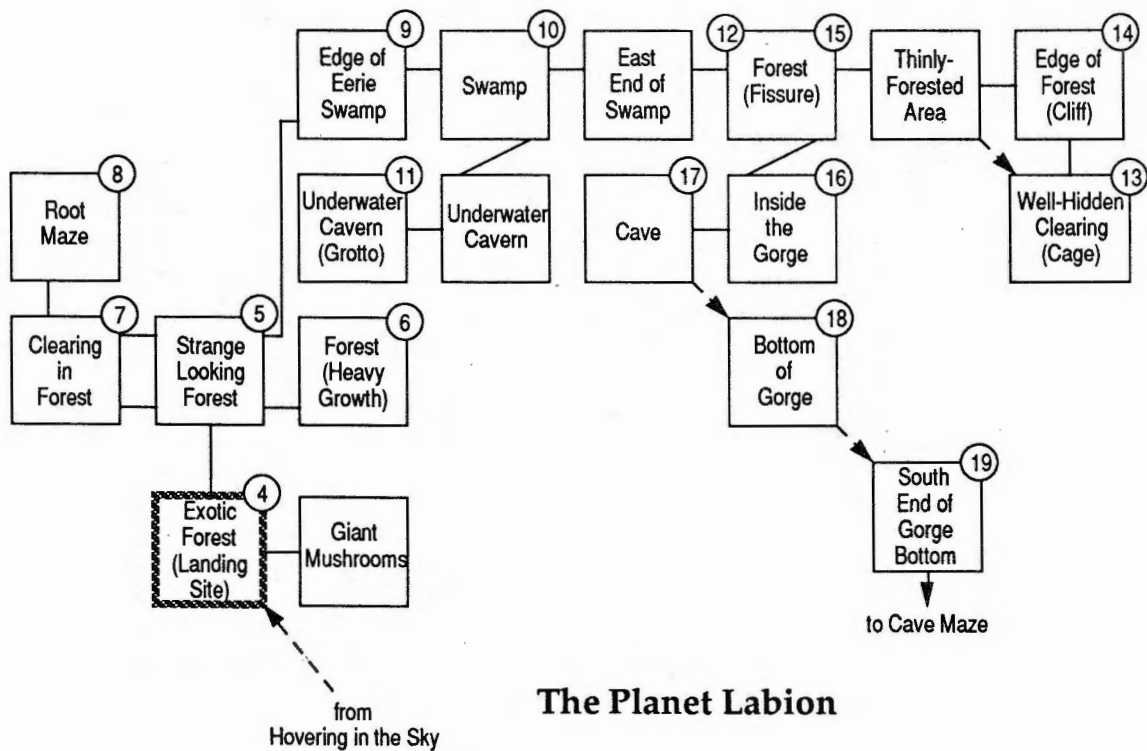 9
10
12
15
14
Edge of
Eerie
Swamp
Swamp
East
End of
Swamp
Forest
(Fissure)
Thinly-
Forested
Area
Edge of
Forest
(Cliff)
8
Root
Maze
11
Underwater
Cavern
(Grotto)
Underwater
Cavern
17
Cave
16
Inside
the
Gorge
13
Well-Hidden
Clearing
(Cage)
7
Clearing
in
Forest
5
Strange
Looking
Forest
6
Forest
(Heavy
Growth)
18
Bottom
of
Gorge
4
Exotic
Forest
(Landing
Site)
Giant
Mushrooms
19
South
End of
Gorge
Bottom
to Cave Maze
from
Hovering in the Sky
The Planet Labion